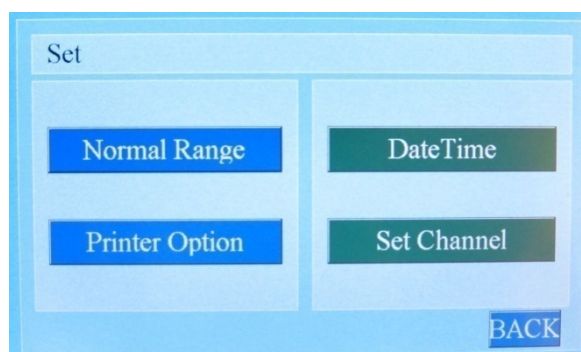 Set
Normal Range
DateTime
Printer Option
Set Channel
BACK